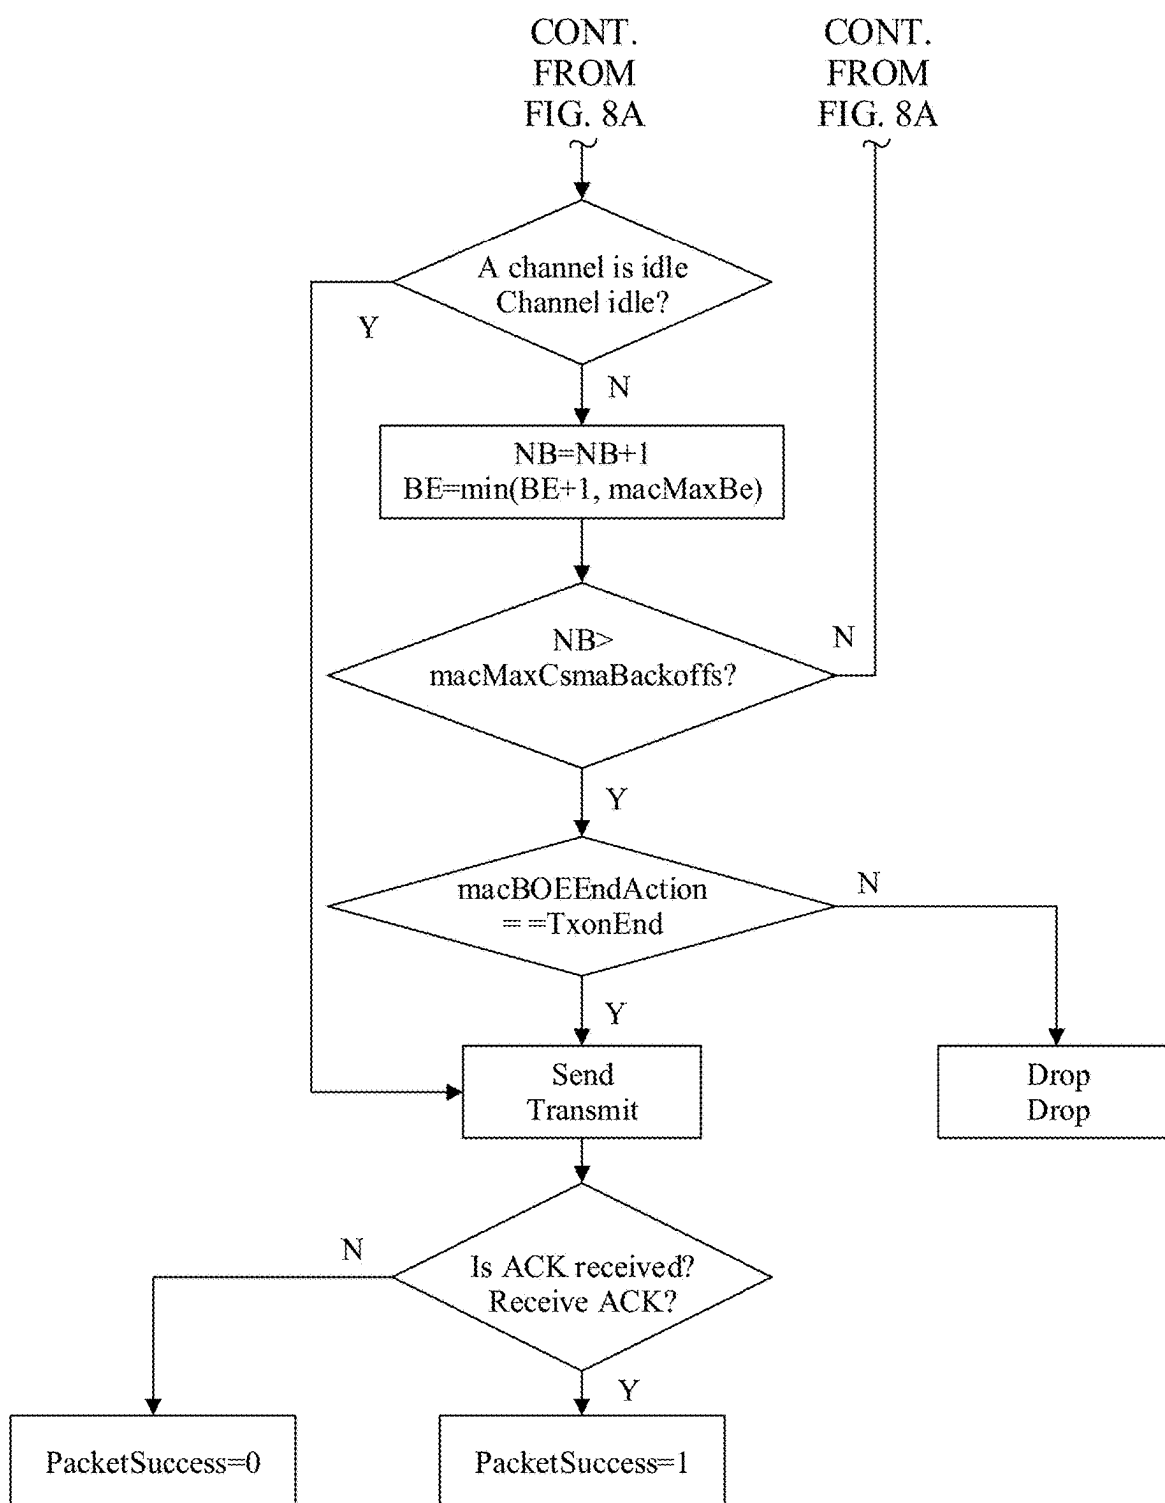 CONT.
FROM
FIG. 8A
CONT.
FROM
FIG. 8A
A channel is idle
Channel idle?
Y
N
NB=NB+1
BE=min(BE+1, macMaxBe)
NB>
macMaxCsmaBackoffs?
N
Y
macBOEEndAction
= =TxonEnd
N
Y
Send
Transmit
Drop
Drop
Is ACK received?
Receive ACK?
N
Y
PacketSuccess=0
PacketSuccess=1